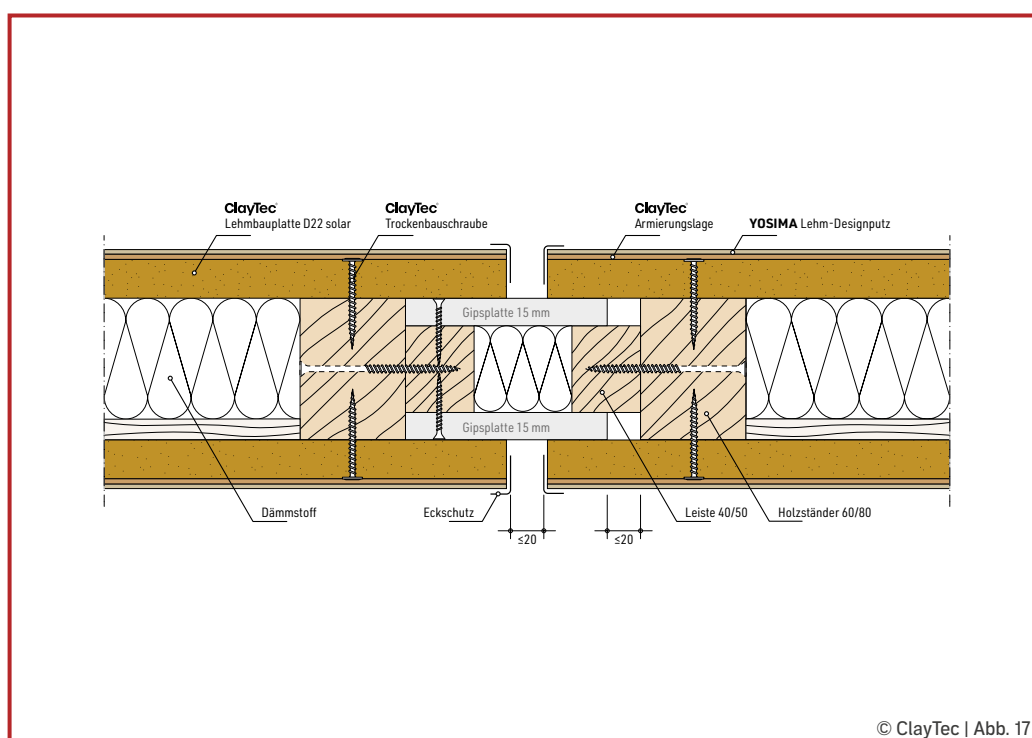 ClayTec
Lehmbauplatte D22 solar
ClayTec
Trockenbauschraube
ClayTec
Armierungslage
YOSIMA Lehm-Designputz
Gipsplatte 15 mm
Gipsplatte 15 mm
Dämmstoff
Eckschutz
Leiste 40/50
Holzständer 60/80
≤20
≤20
© ClayTec | Abb. 17